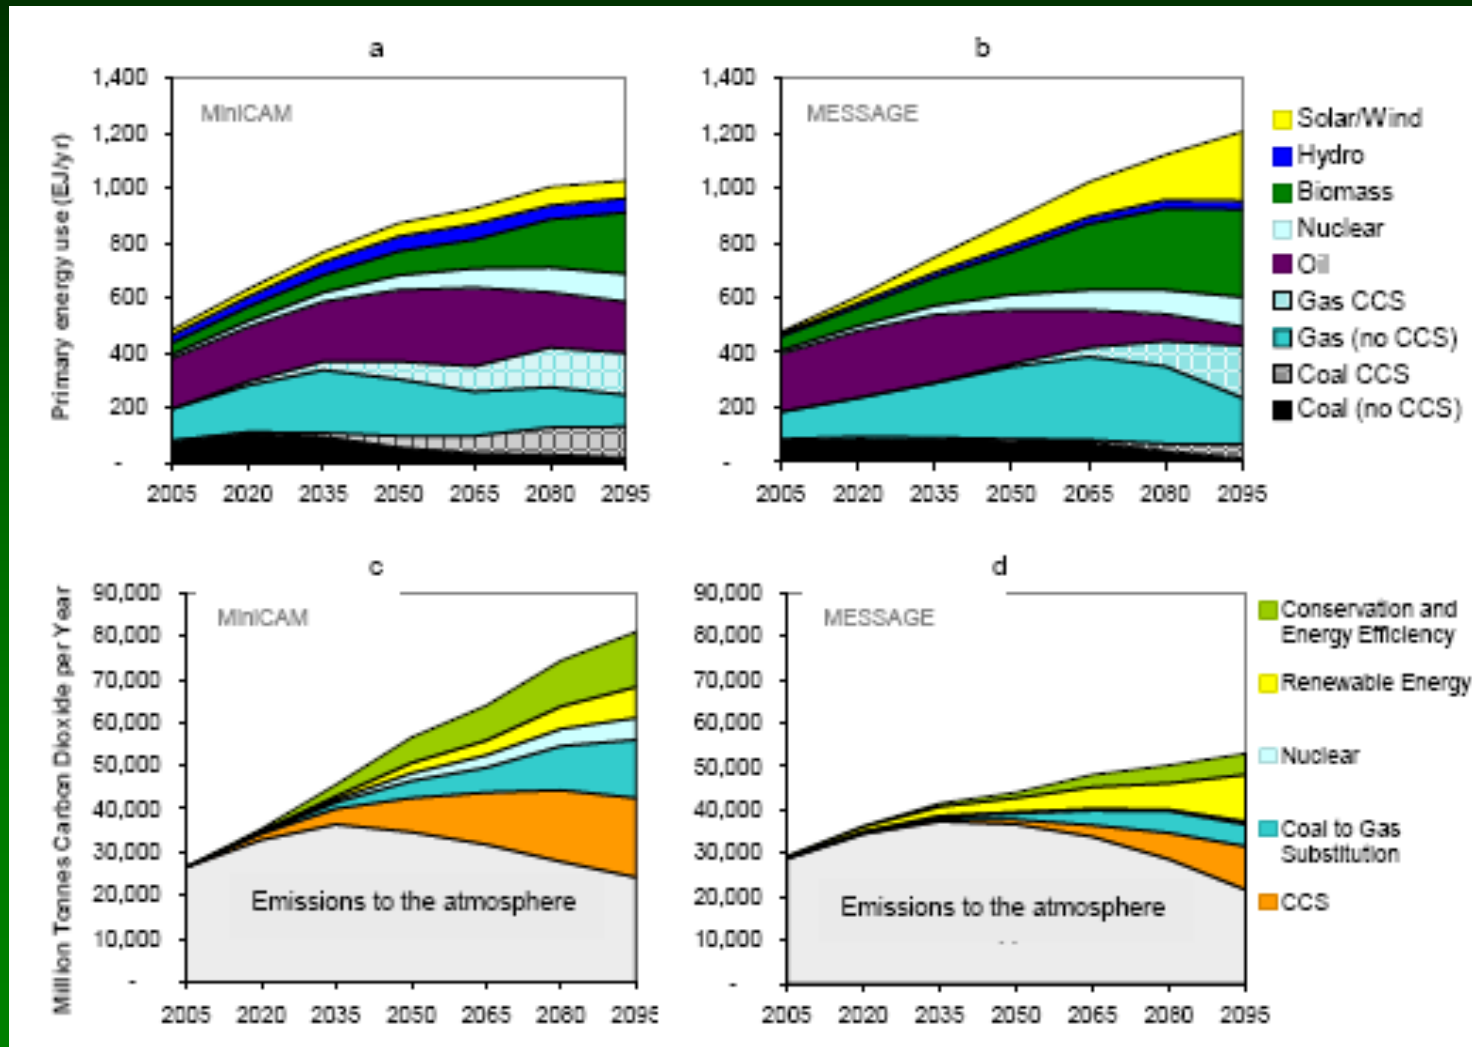 a
1,400
1,200
1,000
800
600
400
200
-
Primary energy use (EJ/yr)
MiniCAM
2005 2020 2035 2050 2065 2080 2095
b
1,400
1,200
1,000
800
600
400
200
-
MESSAGE
2005 2020 2035 2050 2065 2080 2095
Solar/Wind
Hydro
Biomass
Nuclear
Oil
Gas CCS
Gas (no CCS)
Coal CCS
Coal (no CCS)
c
90,000
80,000
70,000
60,000
50,000
40,000
30,000
20,000
10,000
-
Million Tonnes Carbon Dioxide per Year
MiniCAM
Emissions to the atmosphere
2005 2020 2035 2050 2065 2080 2095
d
90,000
80,000
70,000
60,000
50,000
40,000
30,000
20,000
10,000
-
MESSAGE
Emissions to the atmosphere
2005 2020 2035 2050 2065 2080 2095
Conservation and
Energy Efficiency
Renewable Energy
Nuclear
Coal to Gas
Substitution
CCS